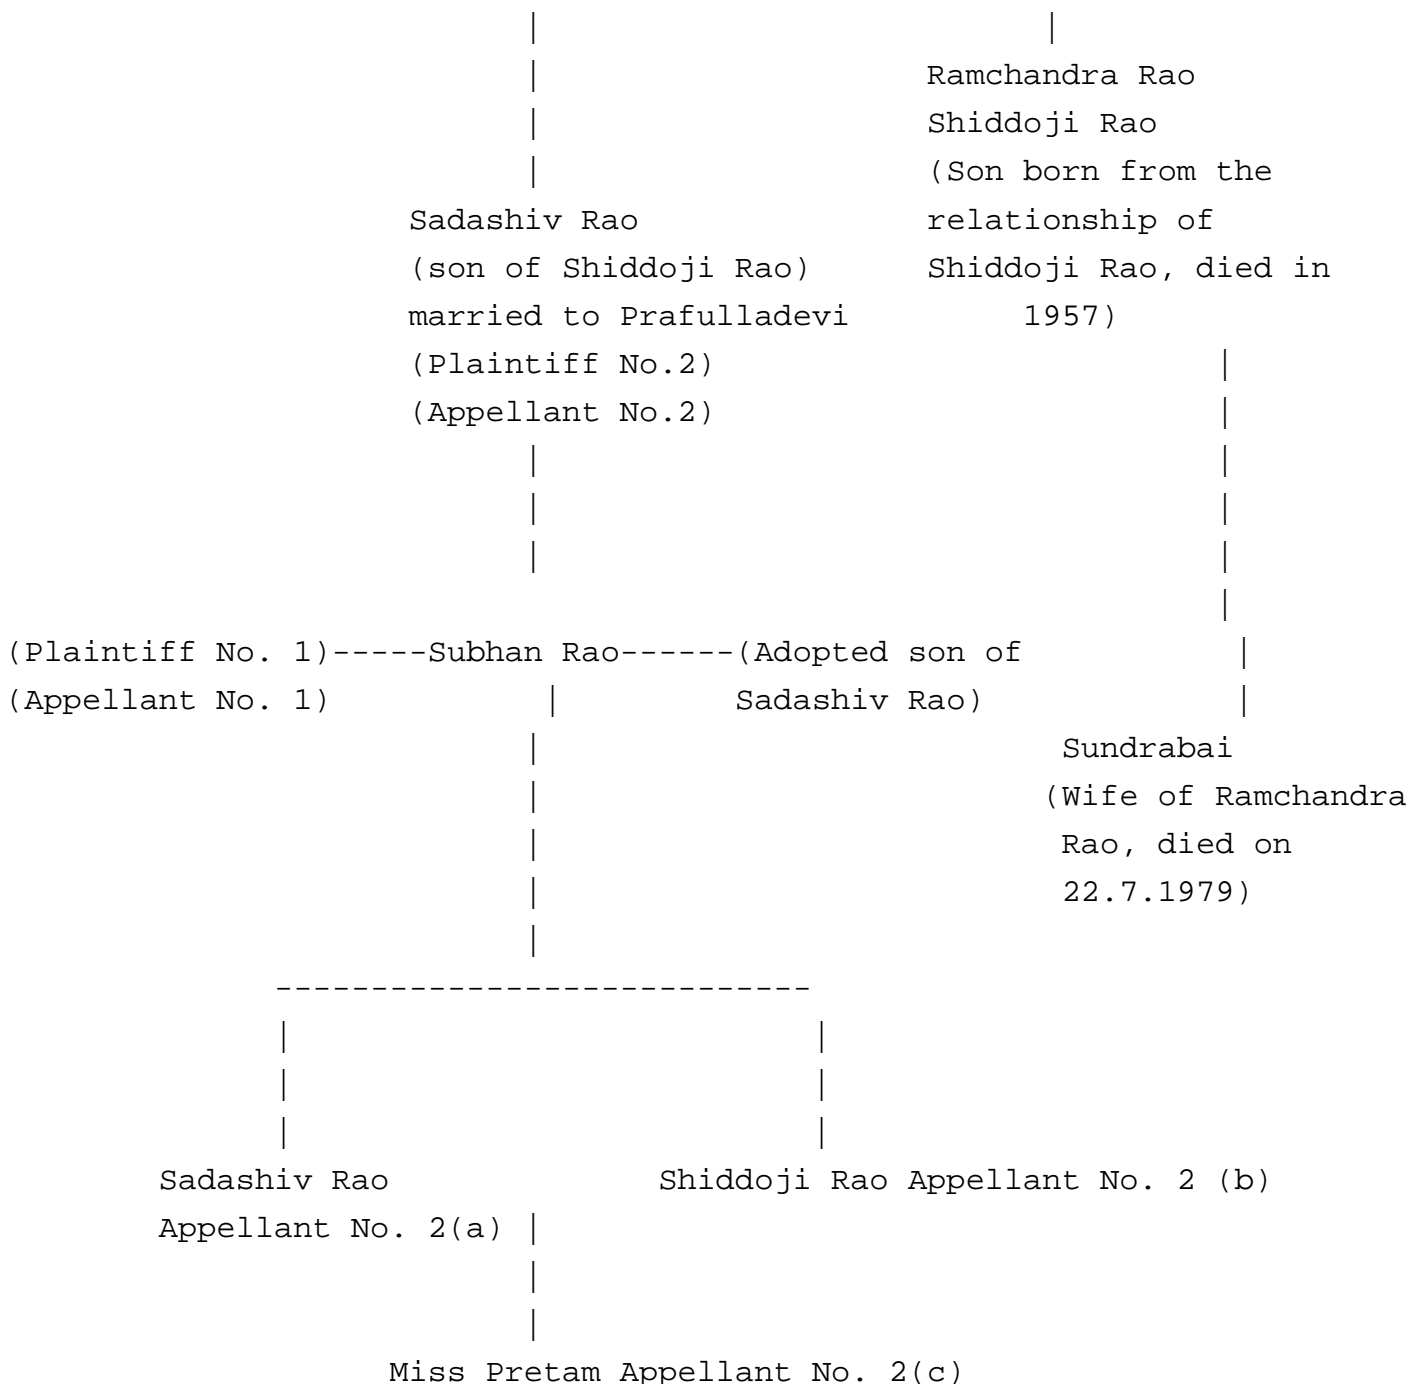 Ramchandra Rao
Shiddoji Rao
(Son born from the
Sadashiv Rao relationship of
(son of Shiddoji Rao) Shiddoji Rao, died in
married to Prafulladevi 1957)
(Plaintiff No.2)
(Appellant No.2)
(Plaintiff No. 1)-----Subhan Rao------(Adopted son of
(Appellant No. 1) Sadashiv Rao)
Sundrabai
(Wife of Ramchandra
Rao, died on
22.7.1979)
Sadashiv Rao Shiddoji Rao Appellant No. 2 (b)
Appellant No. 2(a)
Miss Pretam Appellant No. 2(c)